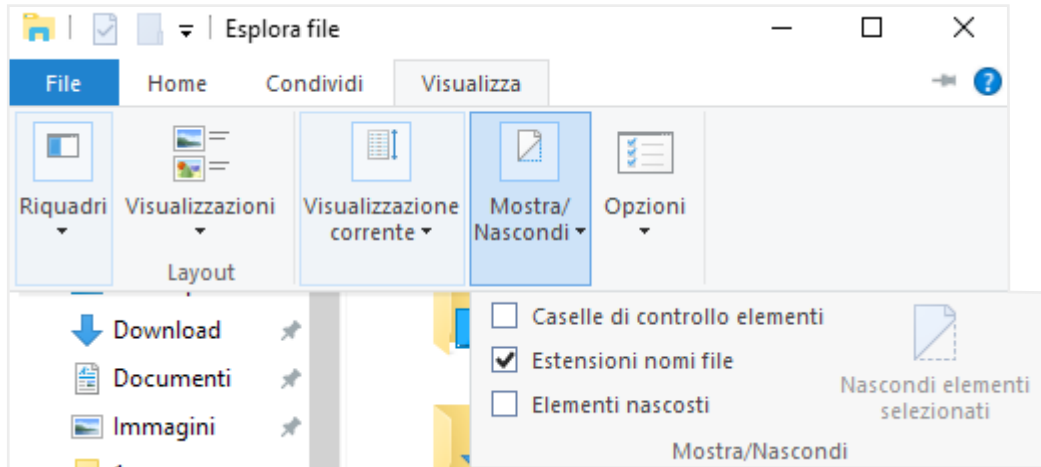 Esplora file
File Home Condividi Visualizza
Riquadri Visualizzazioni Visualizzazione corrente Mostra/ Nascondi Opzioni
Layout
Download
Documenti
Immagini
Caselle di controllo elementi
Estensioni nomi file
Elementi nascosti
Nascondi elementi
selezionati
Mostra/Nascondi